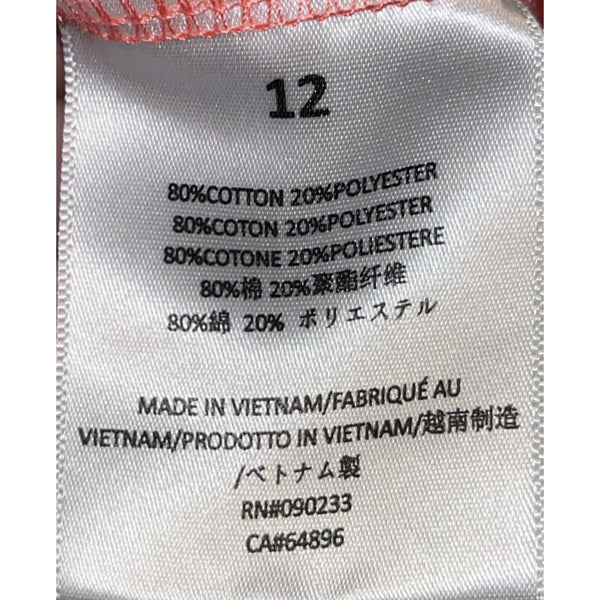 12
80%COTTON 20%POLYESTER
80%COTON 20%POLYESTER
80%COTONE 20%POLIESTERE
80%棉 20%聚酯纤维
80%綿 20% ポリエステル
MADE IN VIETNAM/FABRIQUÉ AU
VIETNAM/PRODOTTO IN VIETNAM/越南制造
/ベトナム製
RN#090233
CA#64896